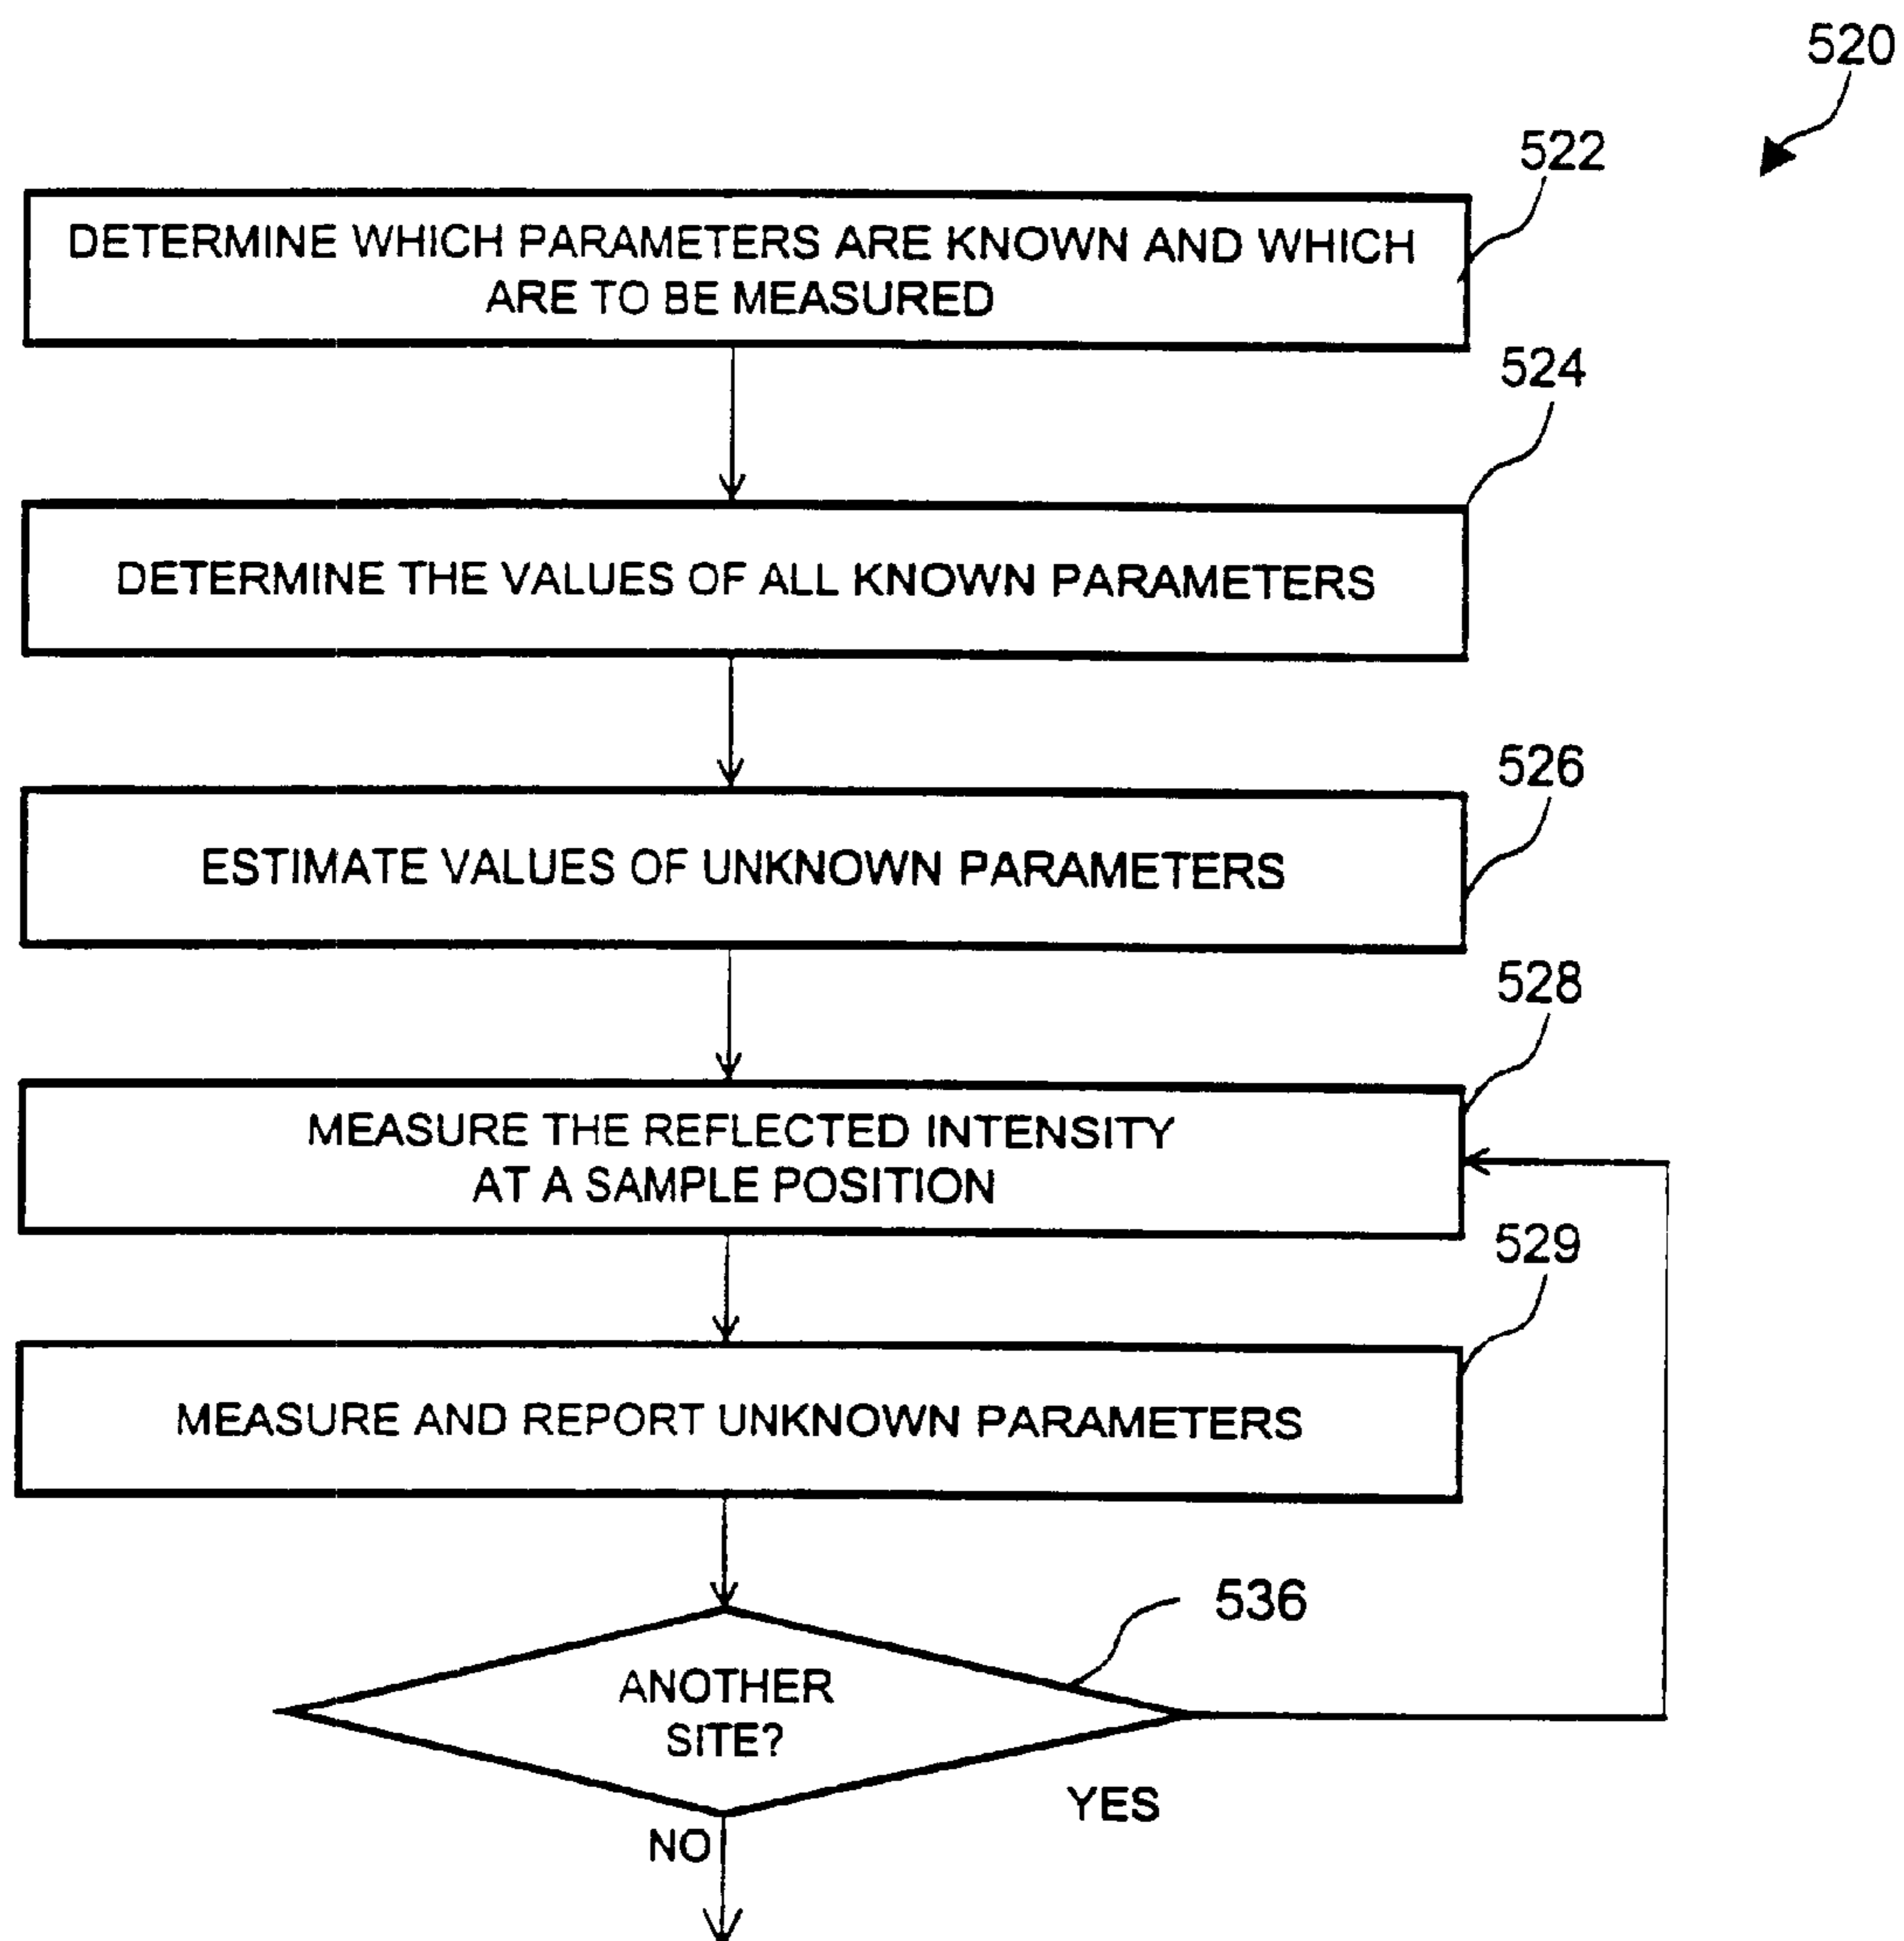 520
522
DETERMINE WHICH PARAMETERS ARE KNOWN AND WHICH
ARE TO BE MEASURED
524
DETERMINE THE VALUES OF ALL KNOWN PARAMETERS
526
ESTIMATE VALUES OF UNKNOWN PARAMETERS
528
MEASURE THE REFLECTED INTENSITY
AT A SAMPLE POSITION
529
MEASURE AND REPORT UNKNOWN PARAMETERS
536
ANOTHER
SITE?
YES
NO